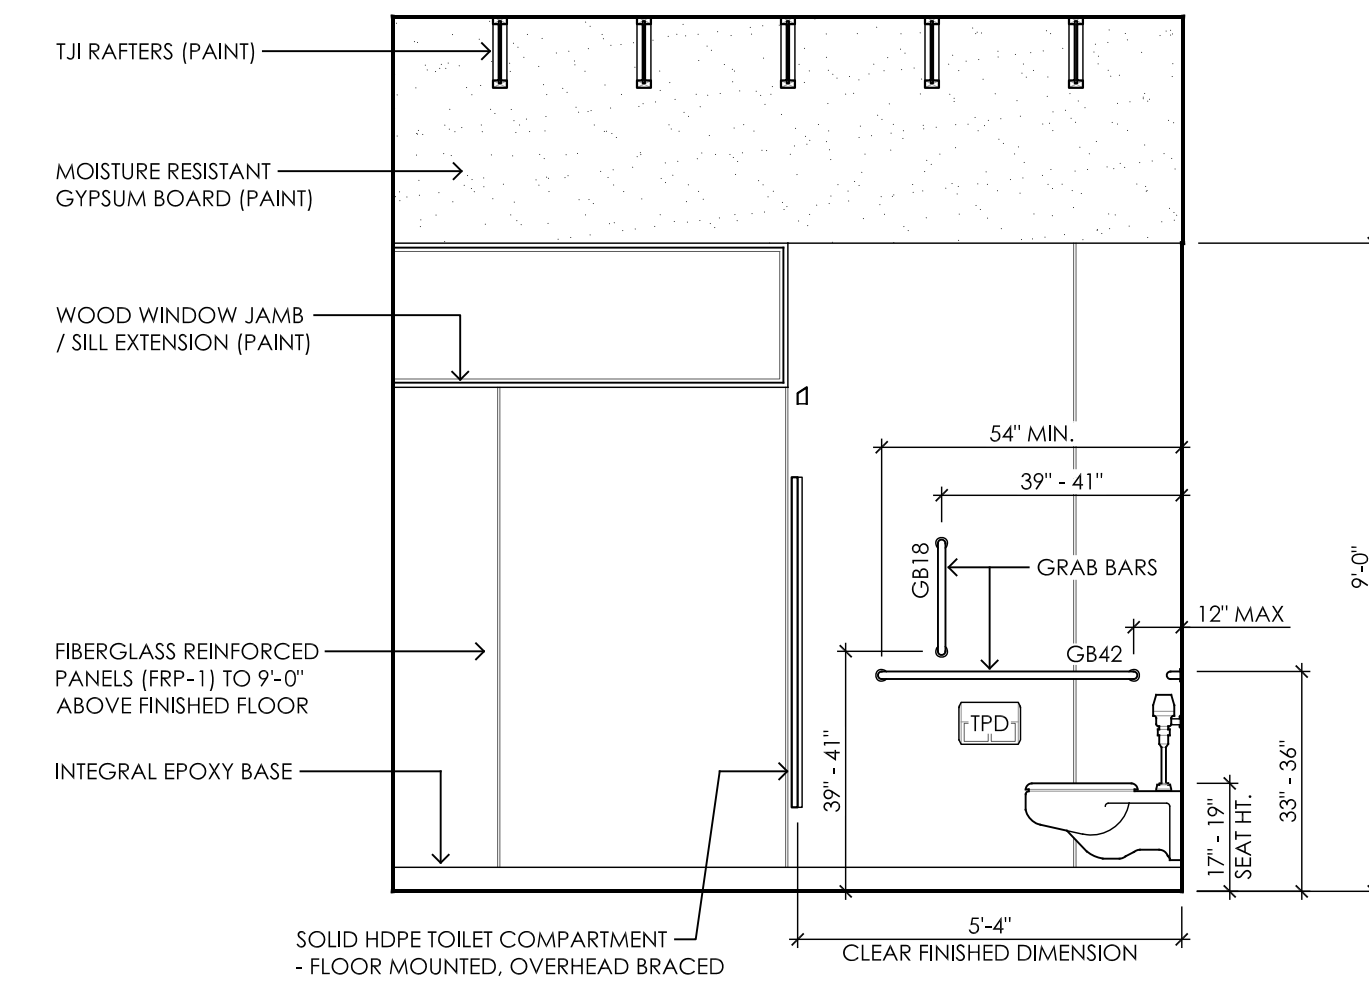 TJI RAFTERS (PAINT)
MOISTURE RESISTANT
GYPSUM BOARD (PAINT)
WOOD WINDOW JAMB
/ SILL EXTENSION (PAINT)
54" MIN.
39" - 41"
GB18
GRAB BARS
9'-0"
12" MAX
GB42
FIBERGLASS REINFORCED
PANELS (FRP-1) TO 9'-0"
ABOVE FINISHED FLOOR
TPD
INTEGRAL EPOXY BASE
39" - 41"
17" - 19"
SEAT HT.
33" - 36"
5'-4"
CLEAR FINISHED DIMENSION
SOLID HDPE TOILET COMPARTMENT
- FLOOR MOUNTED, OVERHEAD BRACED